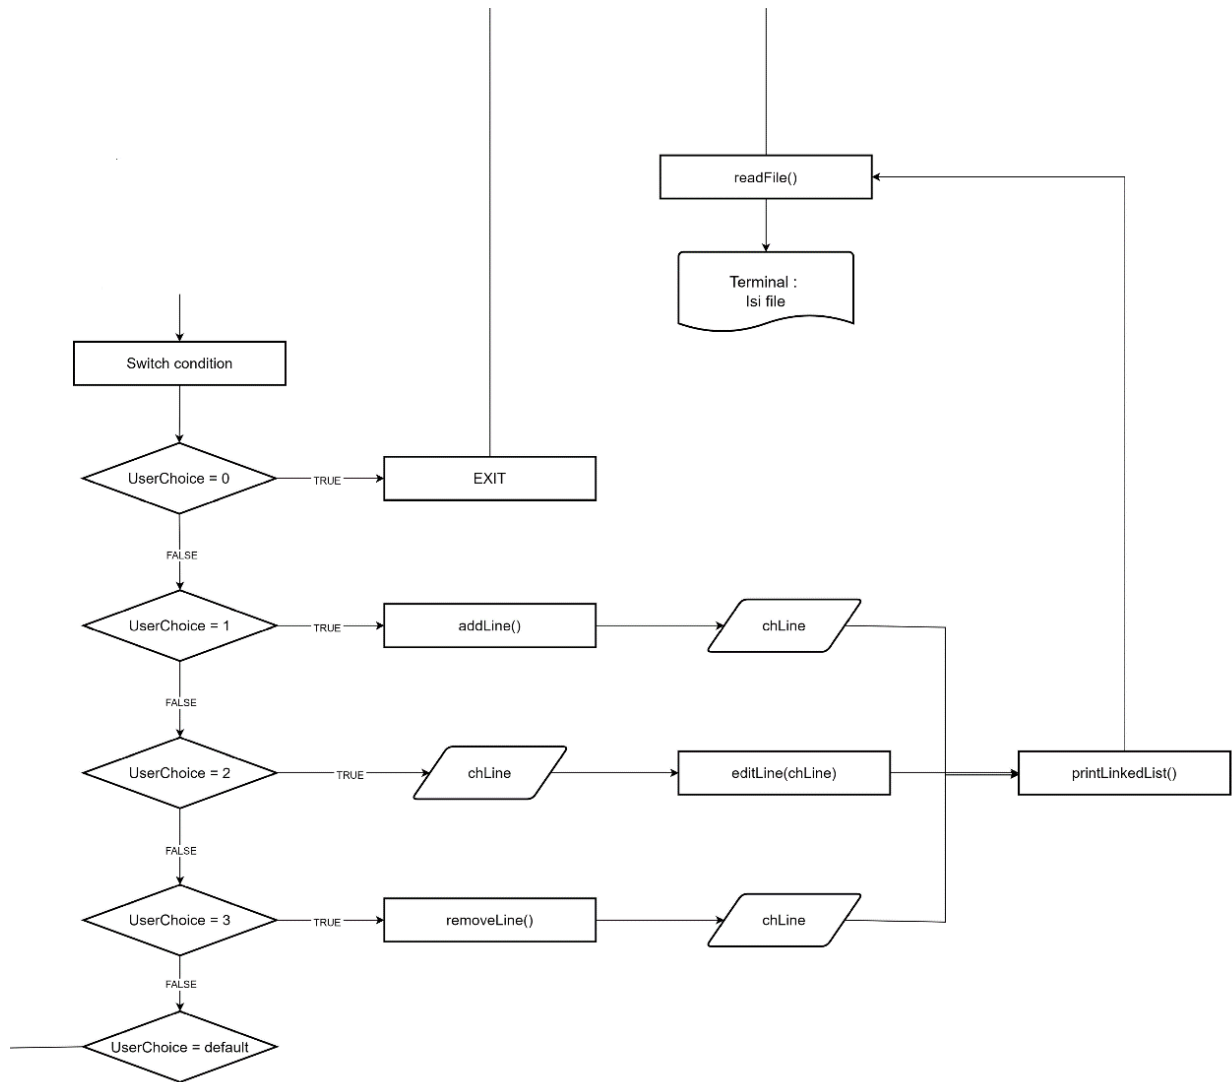 readFile()
Terminal :
Isi file
Switch condition
UserChoice = 0
TRUE
EXIT
FALSE
UserChoice = 1
TRUE
addLine()
chLine
FALSE
UserChoice = 2
TRUE
chLine
editLine(chLine)
printLinkedList()
FALSE
UserChoice = 3
TRUE
removeLine()
chLine
FALSE
UserChoice = default